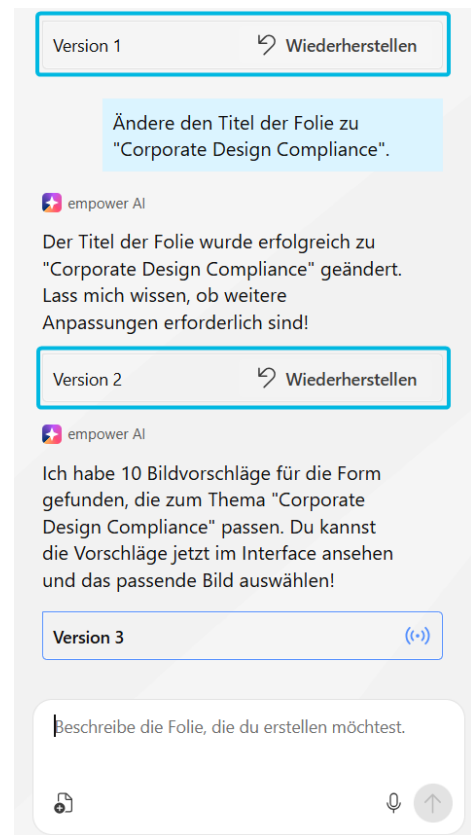 Version 1 Wiederherstellen
Ändere den Titel der Folie zu
"Corporate Design Compliance".
empower AI
Der Titel der Folie wurde erfolgreich zu
"Corporate Design Compliance" geändert.
Lass mich wissen, ob weitere
Anpassungen erforderlich sind!
Version 2 Wiederherstellen
empower AI
Ich habe 10 Bildvorschläge für die Form
gefunden, die zum Thema "Corporate
Design Compliance" passen. Du kannst
die Vorschläge jetzt im Interface ansehen
und das passende Bild auswählen!
Version 3
Beschreibe die Folie, die du erstellen möchtest.